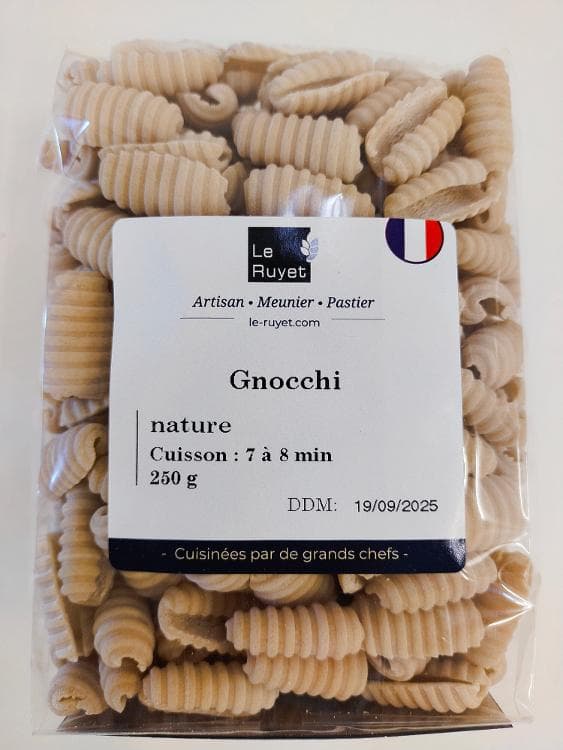 Le
Ruyet
Artisan • Meunier • Pastier
le-ruyet.com
Gnocchi
nature
Cuisson : 7 à 8 min
250 g
DDM: 19/09/2025
- Cuisinées par de grands chefs -